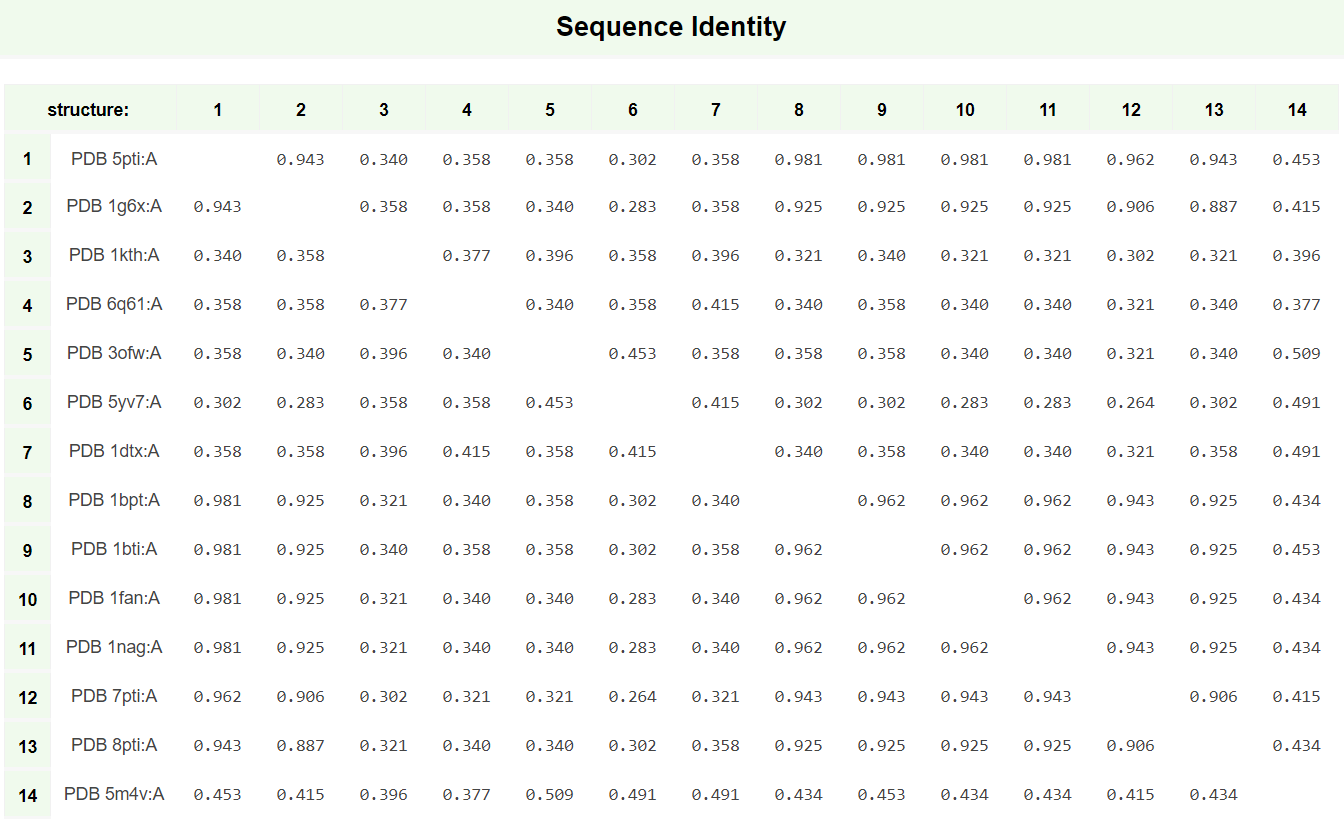 Sequence Identity
structure: 1 2 3 4 5 6 7 8 9 10 11 12 13 14
1 PDB 5pti:A 0.943 0.340 0.358 0.358 0.302 0.358 0.981 0.981 0.981 0.981 0.962 0.943 0.453
2 PDB 1g6x:A 0.943 0.358 0.358 0.340 0.283 0.358 0.925 0.925 0.925 0.925 0.906 0.887 0.415
3 PDB 1kth:A 0.340 0.358 0.377 0.396 0.358 0.396 0.321 0.340 0.321 0.321 0.302 0.321 0.396
4 PDB 6q61:A 0.358 0.358 0.377 0.340 0.358 0.415 0.340 0.358 0.340 0.340 0.321 0.340 0.377
5 PDB 3ofw:A 0.358 0.340 0.396 0.340 0.453 0.358 0.358 0.358 0.340 0.340 0.321 0.340 0.509
6 PDB 5yv7:A 0.302 0.283 0.358 0.358 0.453 0.415 0.302 0.302 0.283 0.283 0.264 0.302 0.491
7 PDB 1dtx:A 0.358 0.358 0.396 0.415 0.358 0.415 0.340 0.358 0.340 0.340 0.321 0.358 0.491
8 PDB 1bpt:A 0.981 0.925 0.321 0.340 0.358 0.302 0.340 0.962 0.962 0.962 0.943 0.925 0.434
9 PDB 1bti:A 0.981 0.925 0.340 0.358 0.358 0.302 0.358 0.962 0.962 0.962 0.943 0.925 0.453
10 PDB 1fan:A 0.981 0.925 0.321 0.340 0.340 0.283 0.340 0.962 0.962 0.962 0.943 0.925 0.434
11 PDB 1nag:A 0.981 0.925 0.321 0.340 0.340 0.283 0.340 0.962 0.962 0.962 0.943 0.925 0.434
12 PDB 7pti:A 0.962 0.906 0.302 0.321 0.321 0.264 0.321 0.943 0.943 0.943 0.943 0.906 0.415
13 PDB 8pti:A 0.943 0.887 0.321 0.340 0.340 0.302 0.358 0.925 0.925 0.925 0.925 0.906 0.434
14 PDB 5m4v:A 0.453 0.415 0.396 0.377 0.509 0.491 0.491 0.434 0.453 0.434 0.434 0.415 0.434